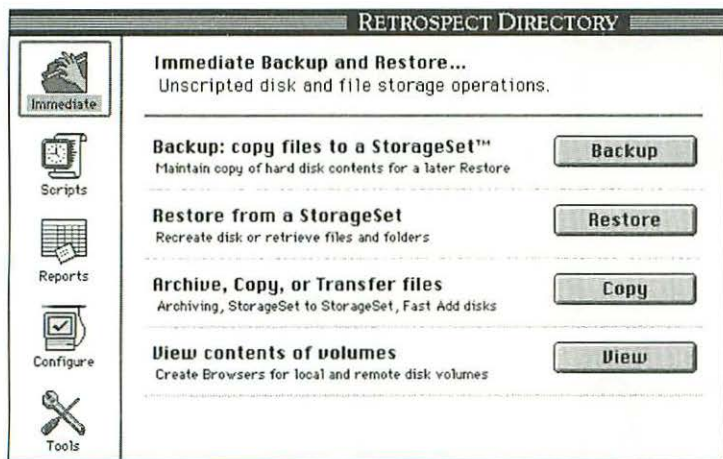 RETROSPECT DIRECTORY
Immediate
Scripts
Reports
Configure
Tools
Immediate Backup and Restore...
Unscripted disk and file storage operations.
Backup: copy files to a StorageSet™
Maintain copy of hard disk contents for a later Restore
Backup
Restore from a StorageSet
Recreate disk or retrieve files and folders
Restore
Archive, Copy, or Transfer files
Archiving, StorageSet to StorageSet, Fast Add disks
Copy
View contents of volumes
Create Browsers for local and remote disk volumes
View